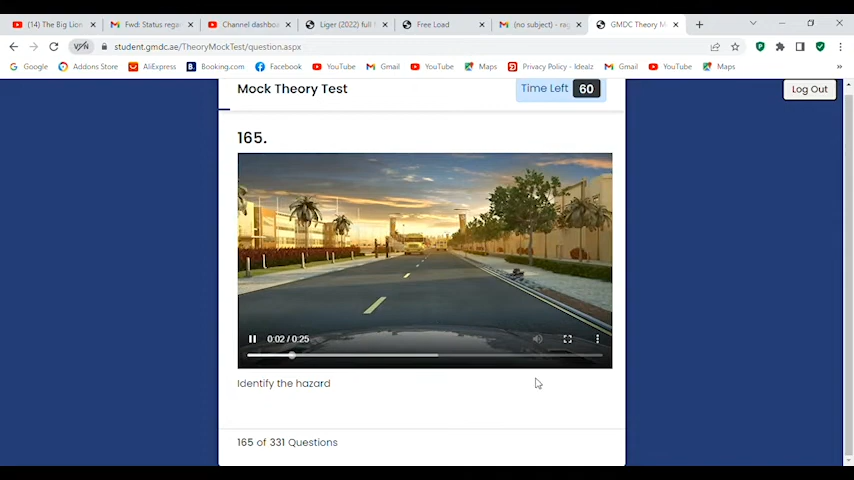 (14) The Big Lion
Fwd: Status rega
Channel dashbo
Liger (2022) full
Free Load
(no subject) - rag
GMDC Theory M
student.gmdc.ae/TheoryMockTest/question.aspx
Google
Addons Store
AliExpress
Booking.com
Facebook
YouTube
Gmail
YouTube
Maps
Privacy Policy - Idealz
Gmail
YouTube
Maps
Mock Theory Test
Time Left 60
Log Out
165.
0:02 / 0:25
Identify the hazard
165 of 331 Questions